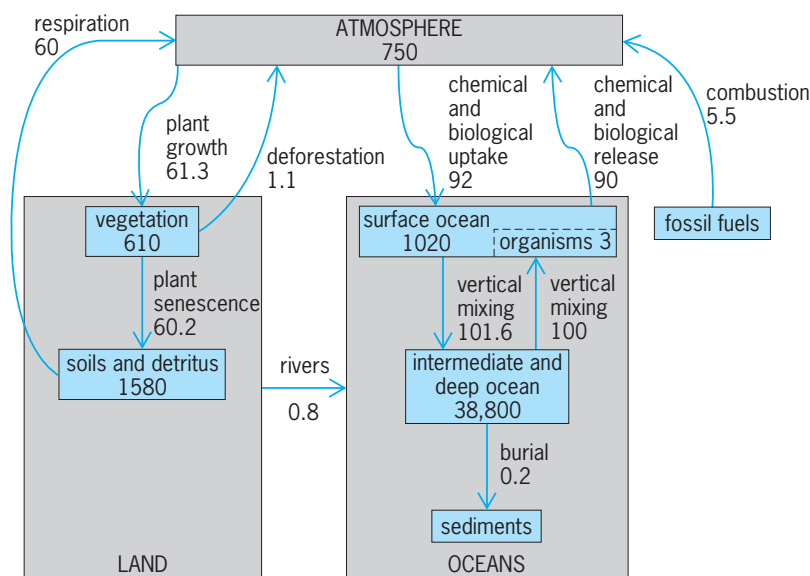 respiration
60
ATMOSPHERE
750
plant
growth
61.3
deforestation
1.1
chemical
and
biological
uptake
92
chemical
and
biological
release
90
combustion
5.5
vegetation
610
surface ocean
1020
organisms 3
fossil fuels
plant
senescence
60.2
vertical
mixing
101.6
vertical
mixing
100
soils and detritus
1580
rivers
0.8
intermediate and
deep ocean
38,800
burial
0.2
sediments
LAND
OCEANS